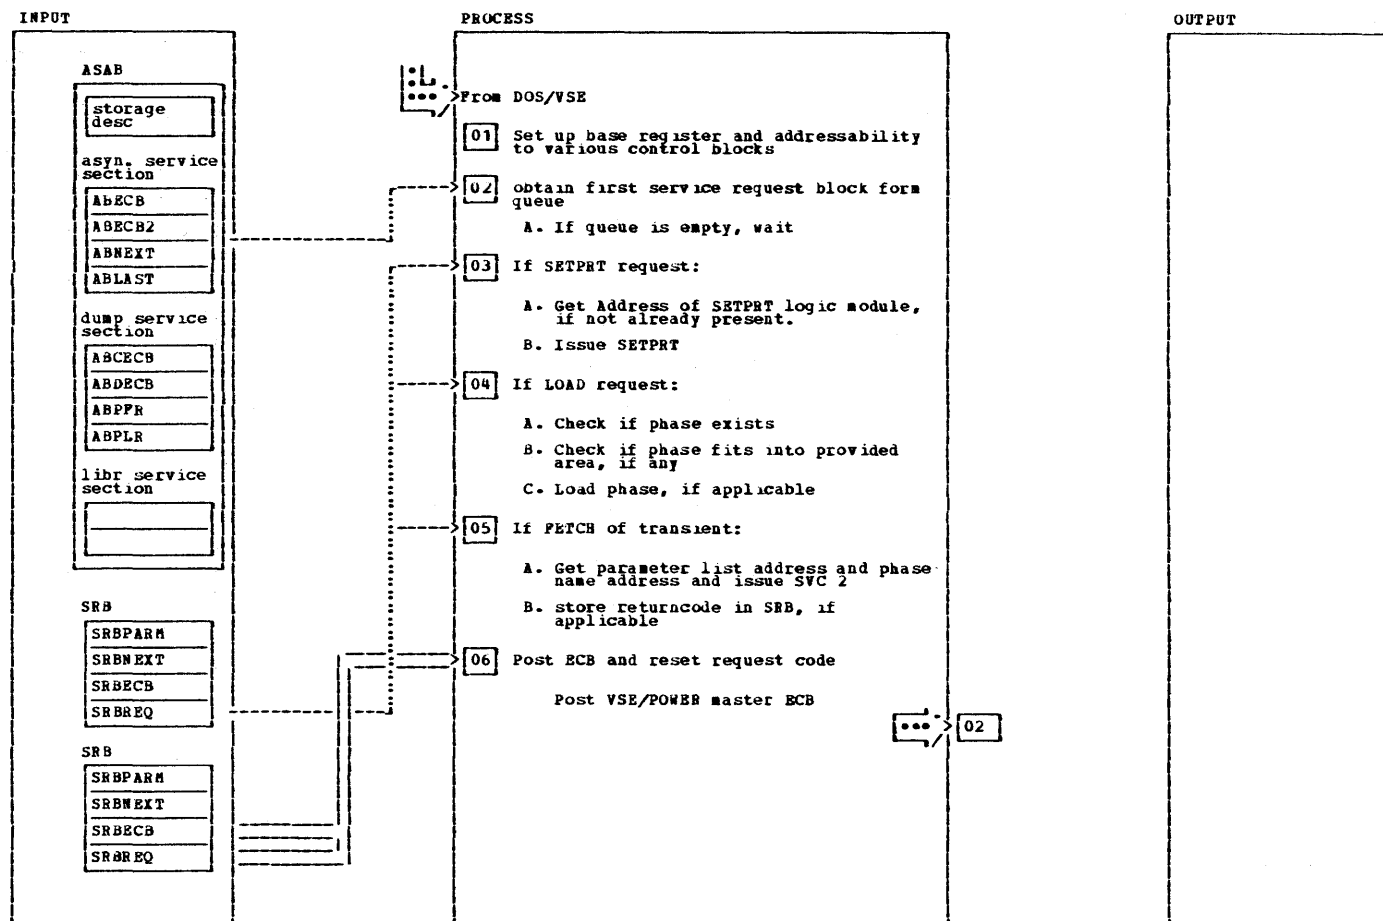 INPUT
PROCESS
OUTPUT
ASAB
storage
desc
asyn. service
section
ABECB
ABECB2
ABNEXT
ABLAST
dump service
section
ABCECB
ABDECB
ABPFR
ABPLR
libr service
section
SRB
SRBPARM
SRBNEXT
SRBECB
SRBREQ
SRB
SRBPARM
SRBNEXT
SRBECB
SRBREQ
From DOS/VSE
01 Set up base register and addressability
to various control blocks
02 obtain first service request block form
queue
A. If queue is empty, wait
03 If SETPRT request:
A. Get Address of SETPRT logic module,
if not already present.
B. Issue SETPRT
04 If LOAD request:
A. Check if phase exists
B. Check if phase fits into provided
area, if any
C. Load phase, if applicable
05 If FETCH of transient:
A. Get parameter list address and phase
name address and issue SVC 2
B. store returncode in SRB, if
applicable
06 Post ECB and reset request code
Post VSE/POWER master ECB
02